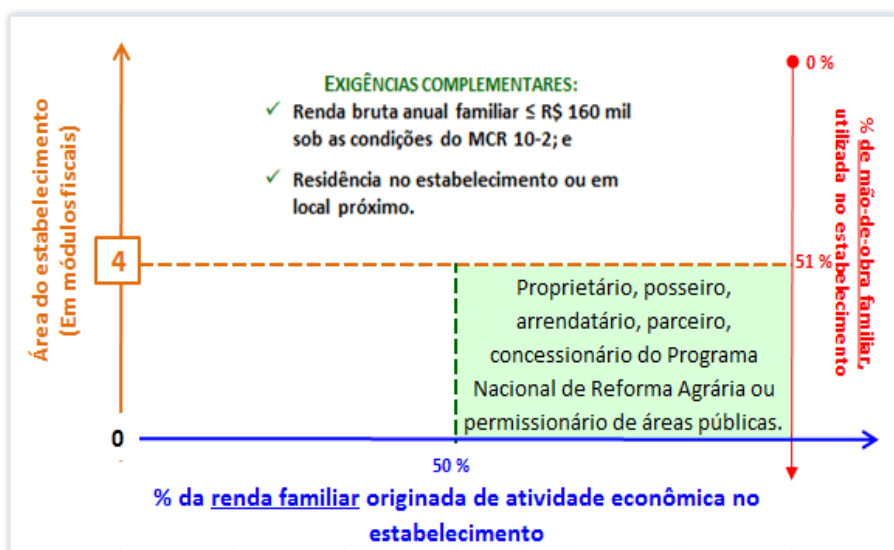 EXIGÊNCIAS COMPLEMENTARES:
✓ Renda bruta anual familiar ≤ R$ 160 mil
sob as condições do MCR 10-2; e
✓ Residência no estabelecimento ou em
local próximo.
Área do estabelecimento
(Em módulos fiscais)
4
0
0 %
51 %
% de mão-de-obra familiar,
utilizada no estabelecimento
Proprietário, posseiro,
arrendatário, parceiro,
concessionário do Programa
Nacional de Reforma Agrária ou
permissionário de áreas públicas.
50 %
% da renda familiar originada de atividade econômica no
estabelecimento